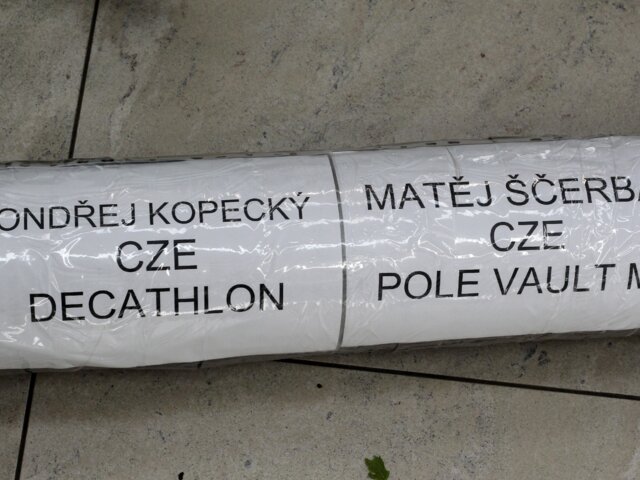 ONDŘEJ KOPECKÝ
CZE
DECATHLON
MATĚJ ŠČERBA
CZE
POLE VAULT M